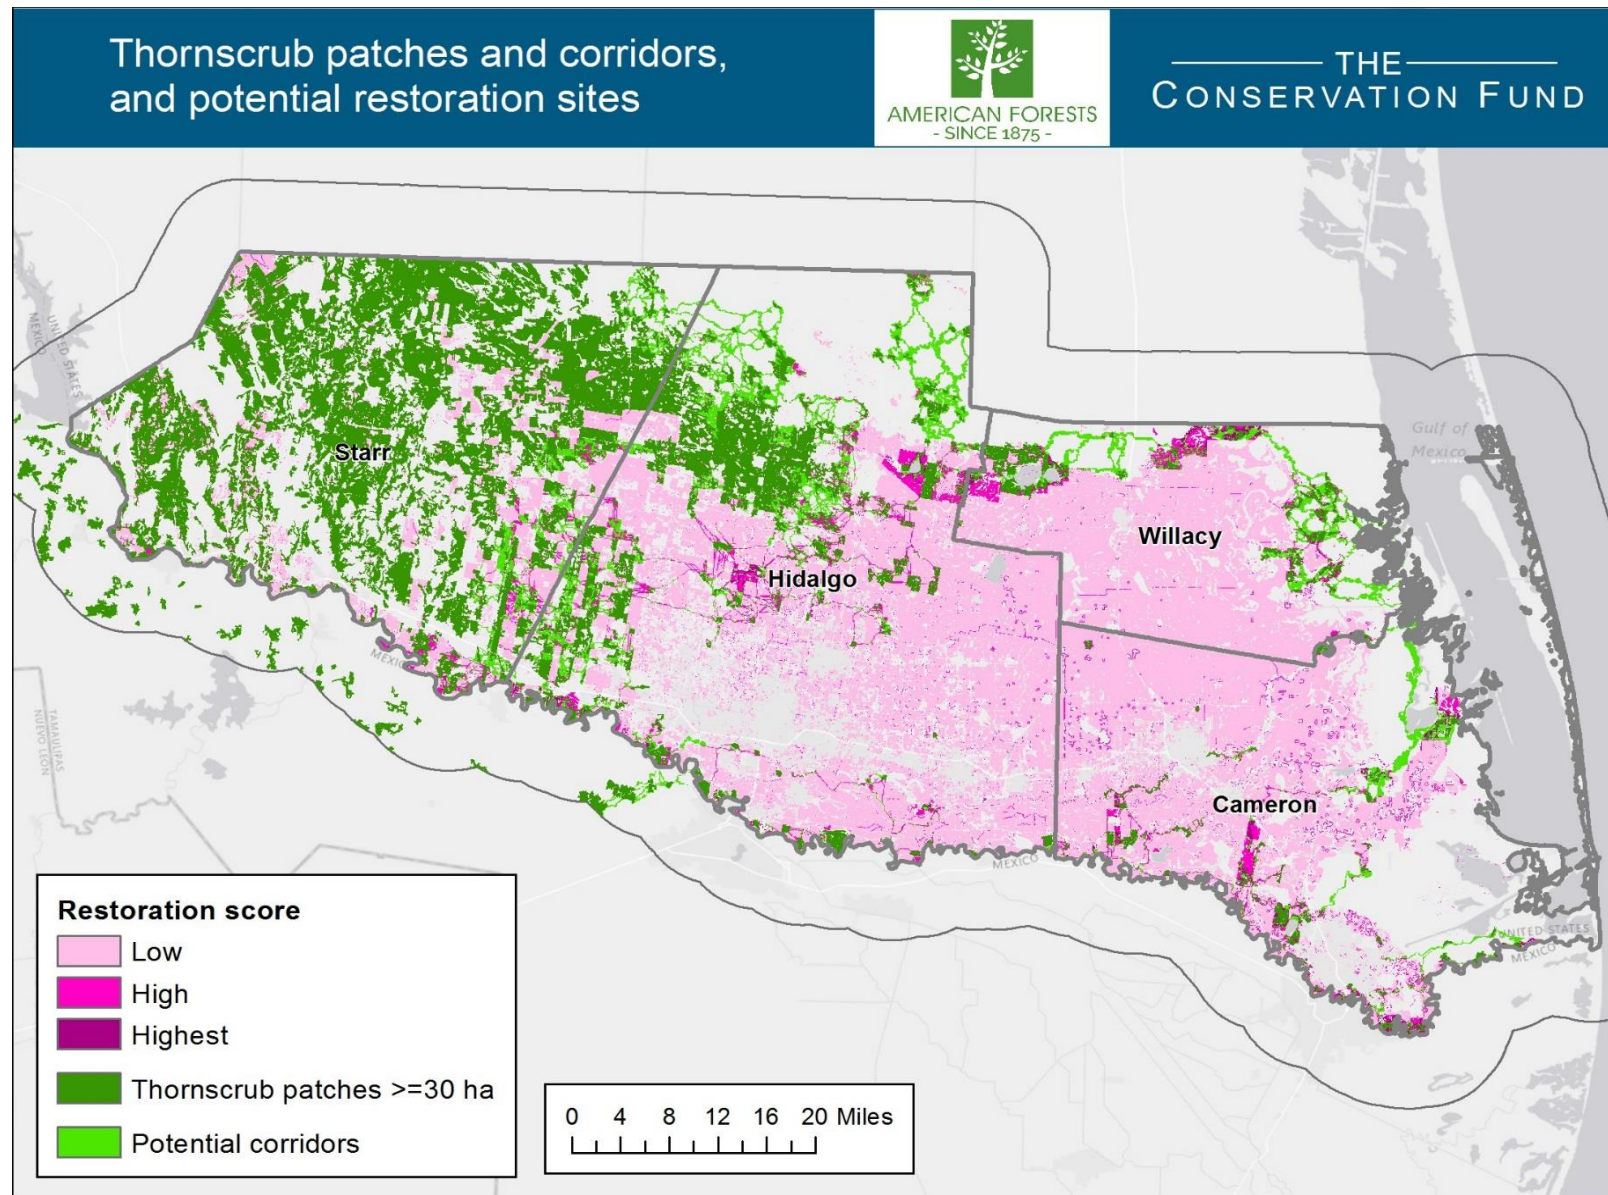 Thornscrub patches and corridors,
and potential restoration sites
AMERICAN FORESTS
- SINCE 1875 -
THE
CONSERVATION FUND
UNITED STATES
MEXICO
Gulf of
Mexico
Starr
Willacy
Hidalgo
MEXICO
TAMAULIPAS
NUEVO LEON
Cameron
MEXICO
UNITED STATES
MEXICO
Restoration score
Low
High
Highest
Thornscrub patches >=30 ha
Potential corridors
0 4 8 12 16 20 Miles